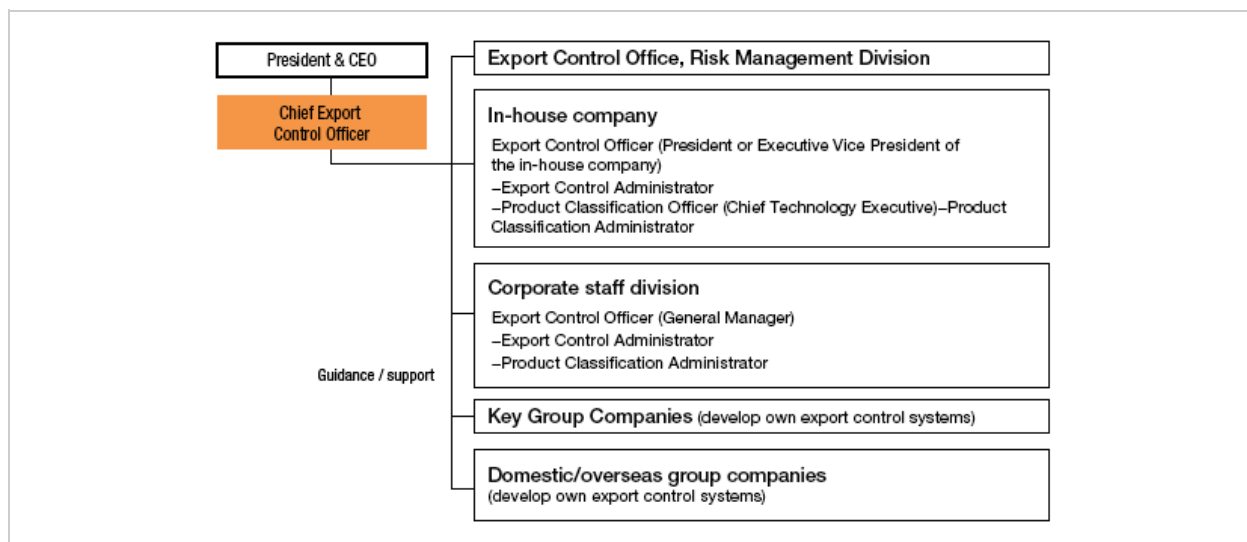 President & CEO
Chief Export
Control Officer
Guidance / support
Export Control Office, Risk Management Division
In-house company
Export Control Officer (President or Executive Vice President of
the in-house company)
–Export Control Administrator
–Product Classification Officer (Chief Technology Executive)–Product
Classification Administrator
Corporate staff division
Export Control Officer (General Manager)
–Export Control Administrator
–Product Classification Administrator
Key Group Companies (develop own export control systems)
Domestic/overseas group companies
(develop own export control systems)